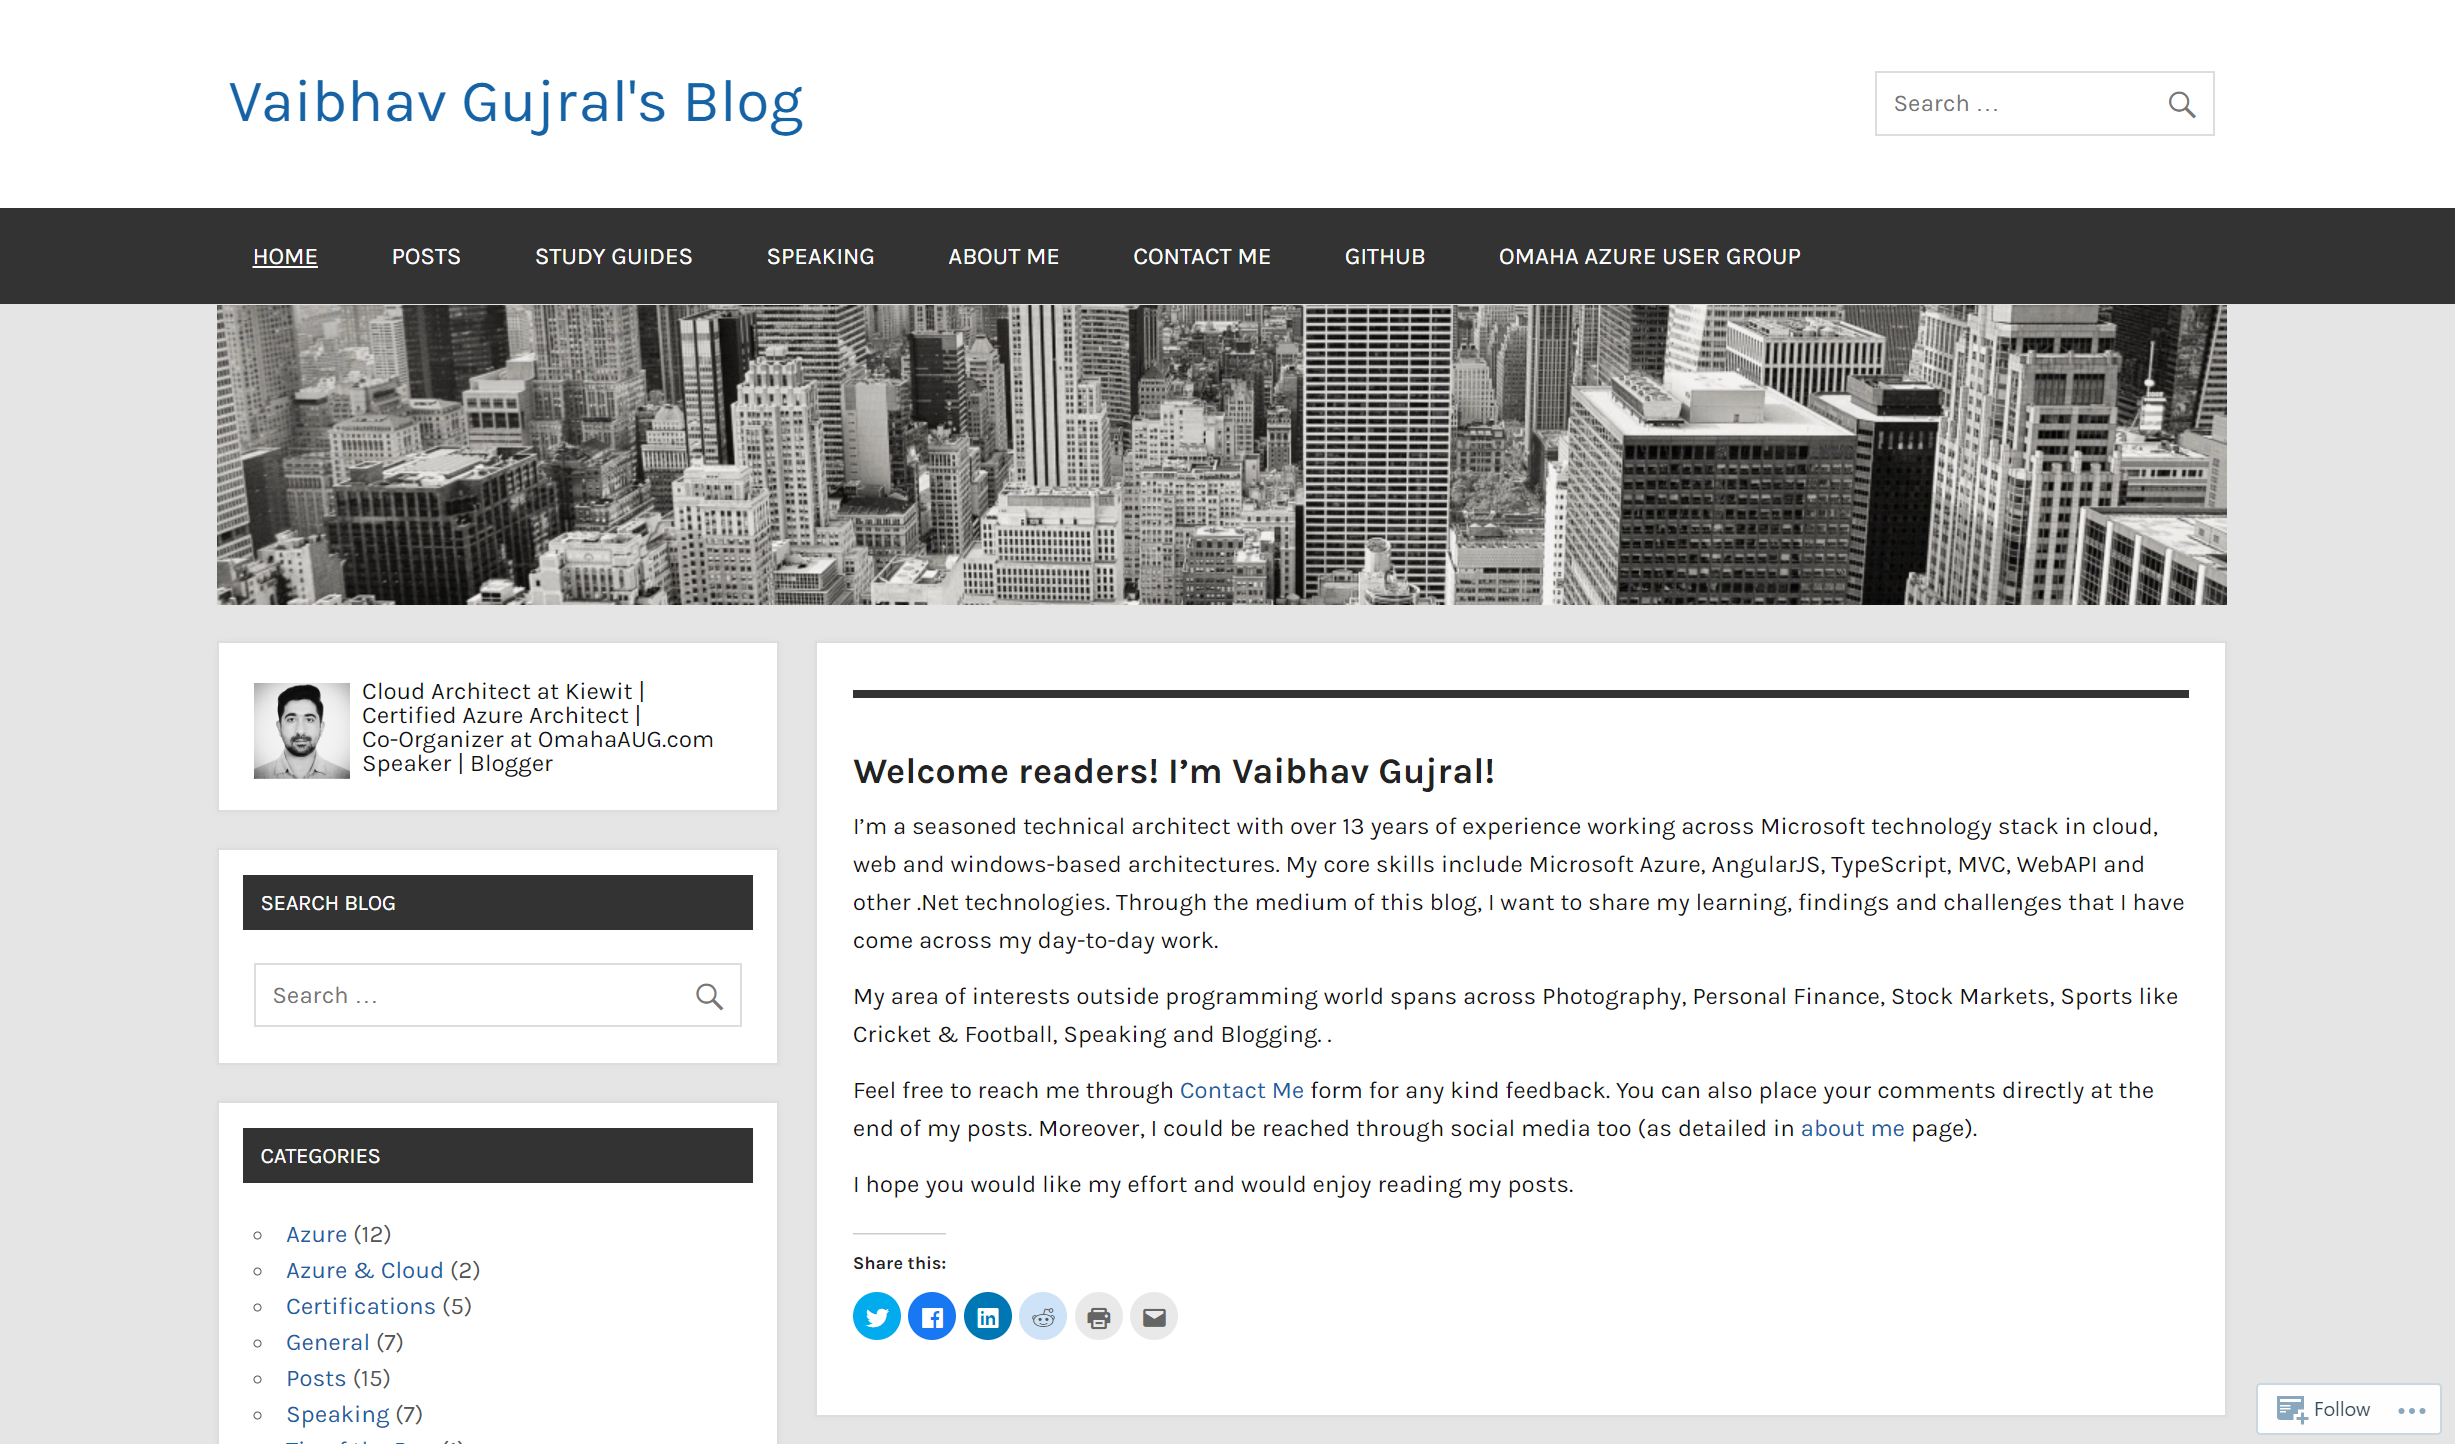 Vaibhav Gujral's Blog
Search ...
HOME
POSTS
STUDY GUIDES
SPEAKING
ABOUT ME
CONTACT ME
GITHUB
OMAHA AZURE USER GROUP
Cloud Architect at Kiewit |
Certified Azure Architect |
Co-Organizer at OmahaAUG.com
Speaker | Blogger
SEARCH BLOG
Search ...
CATEGORIES
Azure (12)
Azure & Cloud (2)
Certifications (5)
General (7)
Posts (15)
Speaking (7)
Welcome readers! I’m Vaibhav Gujral!
I’m a seasoned technical architect with over 13 years of experience working across Microsoft technology stack in cloud,
web and windows-based architectures. My core skills include Microsoft Azure, AngularJS, TypeScript, MVC, WebAPI and
other .Net technologies. Through the medium of this blog, I want to share my learning, findings and challenges that I have
come across my day-to-day work.
My area of interests outside programming world spans across Photography, Personal Finance, Stock Markets, Sports like
Cricket & Football, Speaking and Blogging. .
Feel free to reach me through Contact Me form for any kind feedback. You can also place your comments directly at the
end of my posts. Moreover, I could be reached through social media too (as detailed in about me page).
I hope you would like my effort and would enjoy reading my posts.
Share this:
Follow